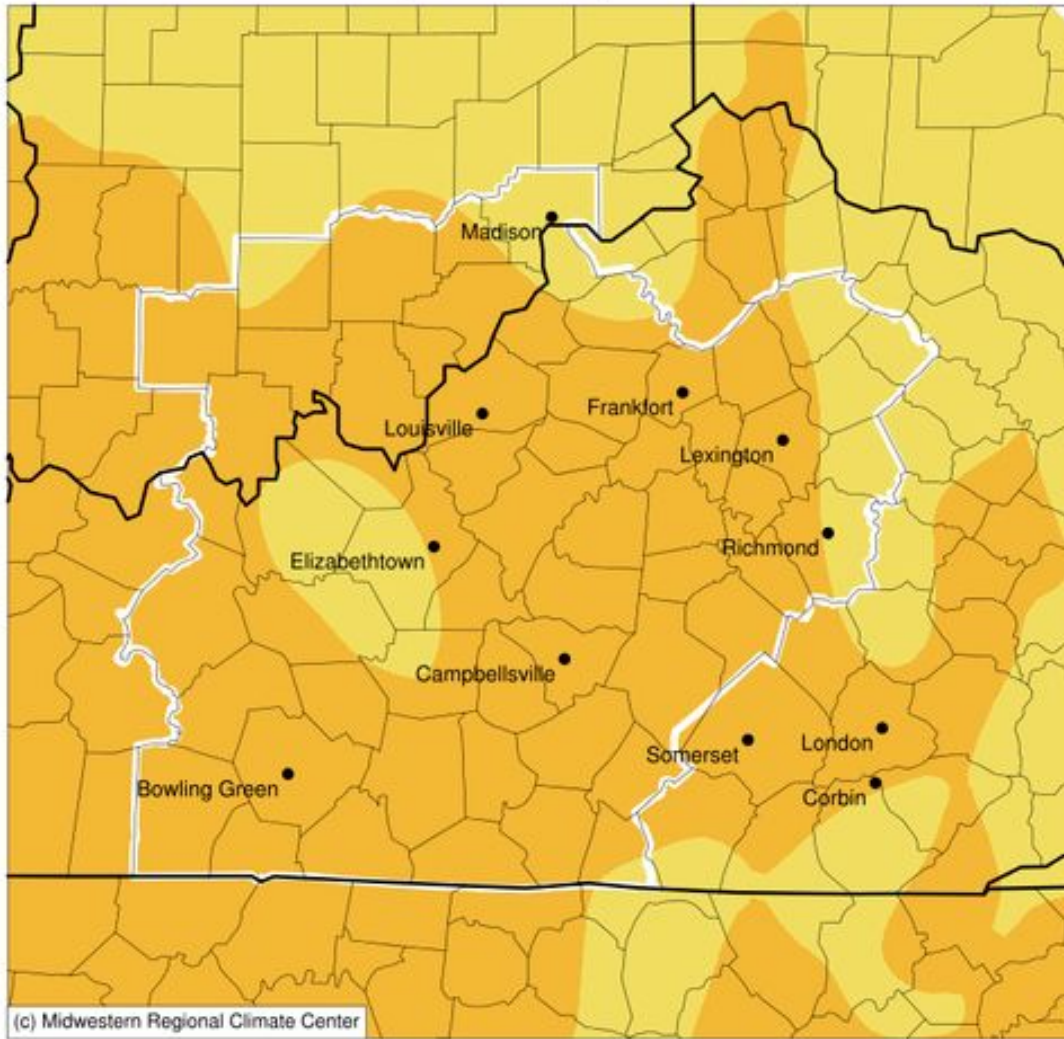 Madison
Frankfort
Louisville
Lexington
Richmond
Elizabethtown
Campbellsville
Somerset
London
Bowling Green
Corbin
(c) Midwestern Regional Climate Center